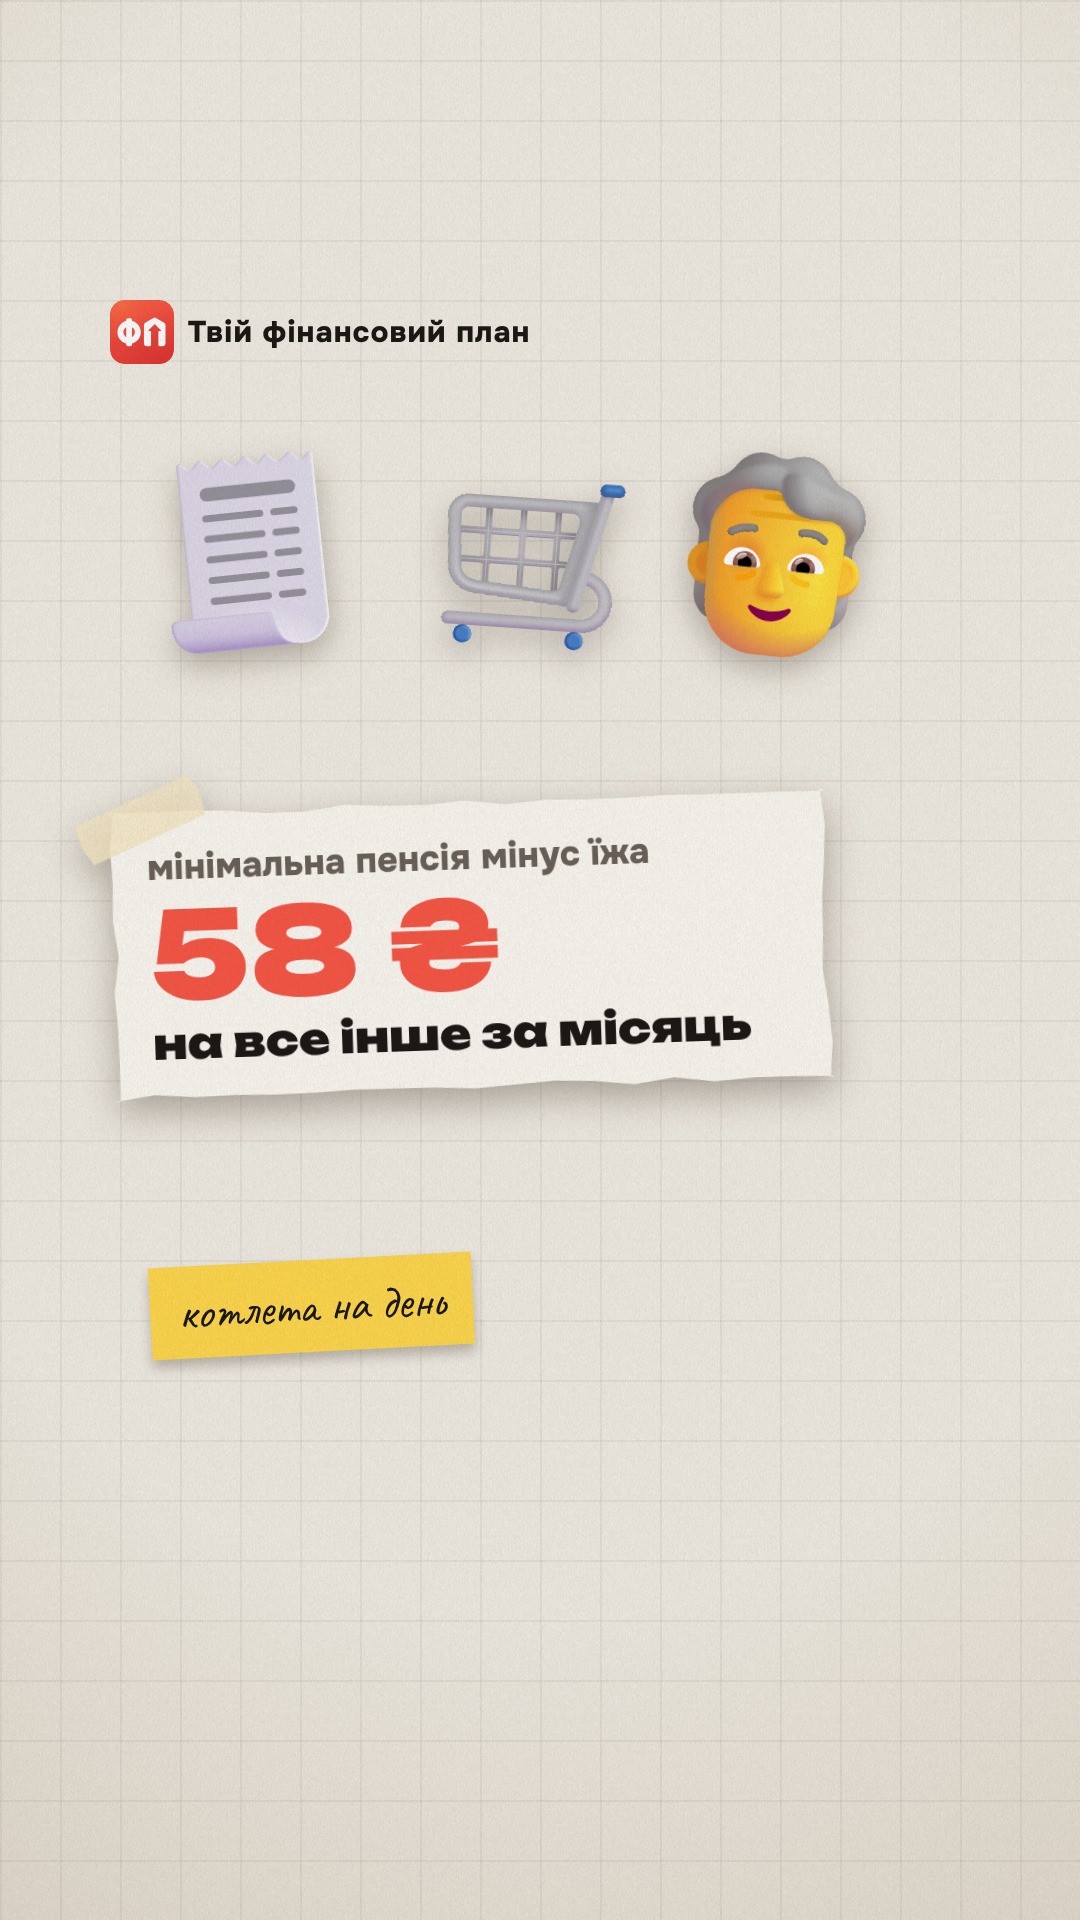 ФП Твій фінансовий план
мінімальна пенсія мінус їжа
58 ₴
на все інше за місяць
котлета на день